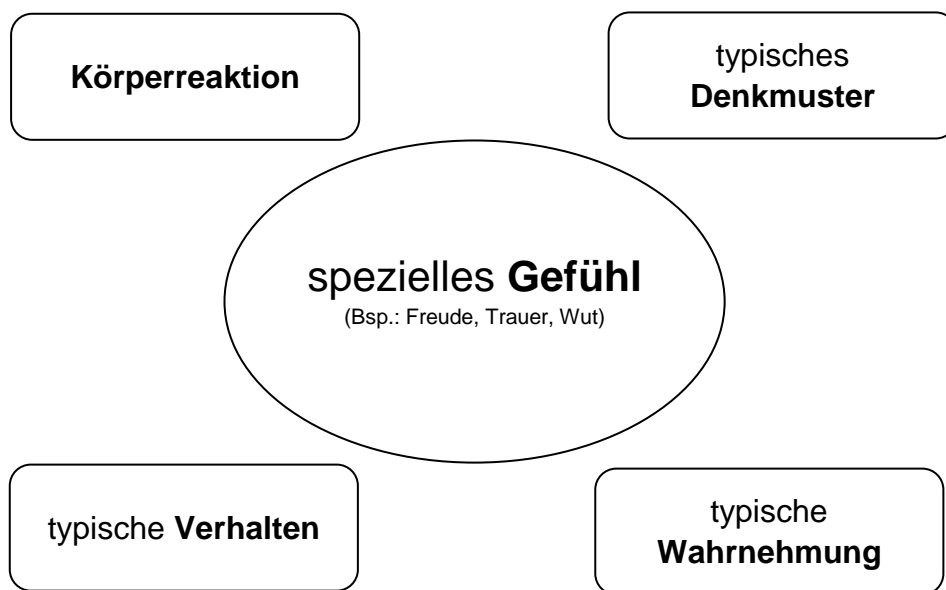 Körperreaktion
typisches
Denkmuster
spezielles Gefühl
(Bsp.: Freude, Trauer, Wut)
typische Verhalten
typische
Wahrnehmung